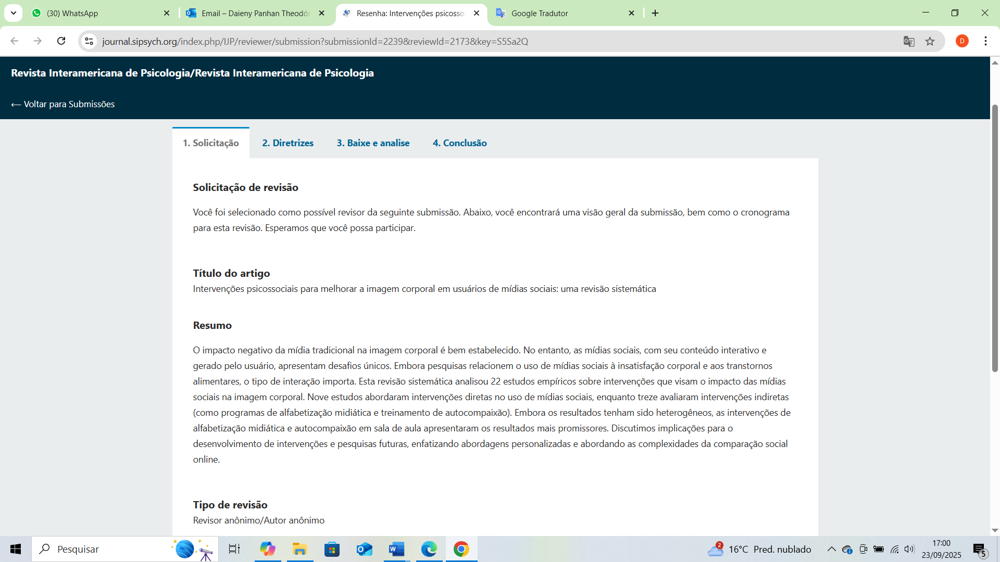 (30) WhatsApp
Email – Daieny Panhan Theodór
Resenha: Intervenções psicosso
Google Tradutor
journal.sipsych.org/index.php/IJP/reviewer/submission?submissionId=2239&reviewId=2173&key=S5Sa2Q
D
Revista Interamericana de Psicologia/Revista Interamericana de Psicologia
← Voltar para Submissões
1. Solicitação
2. Diretrizes
3. Baixe e analise
4. Conclusão
Solicitação de revisão
Você foi selecionado como possível revisor da seguinte submissão. Abaixo, você encontrará uma visão geral da submissão, bem como o cronograma
para esta revisão. Esperamos que você possa participar.
Título do artigo
Intervenções psicossociais para melhorar a imagem corporal em usuários de mídias sociais: uma revisão sistemática
Resumo
O impacto negativo da mídia tradicional na imagem corporal é bem estabelecido. No entanto, as mídias sociais, com seu conteúdo interativo e
gerado pelo usuário, apresentam desafios únicos. Embora pesquisas relacionem o uso de mídias sociais à insatisfação corporal e aos transtornos
alimentares, o tipo de interação importa. Esta revisão sistemática analisou 22 estudos empíricos sobre intervenções que visam o impacto das mídias
sociais na imagem corporal. Nove estudos abordaram intervenções diretas no uso de mídias sociais, enquanto treze avaliaram intervenções indiretas
(como programas de alfabetização midiática e treinamento de autocompaixão). Embora os resultados tenham sido heterogêneos, as intervenções de
alfabetização midiática e autocompaixão em sala de aula apresentaram os resultados mais promissores. Discutimos implicações para o
desenvolvimento de intervenções e pesquisas futuras, enfatizando abordagens personalizadas e abordando as complexidades da comparação social
online.
Tipo de revisão
Revisor anônimo/Autor anônimo
Pesquisar
2
16°C Pred. nublado
17:00
23/09/2025
5